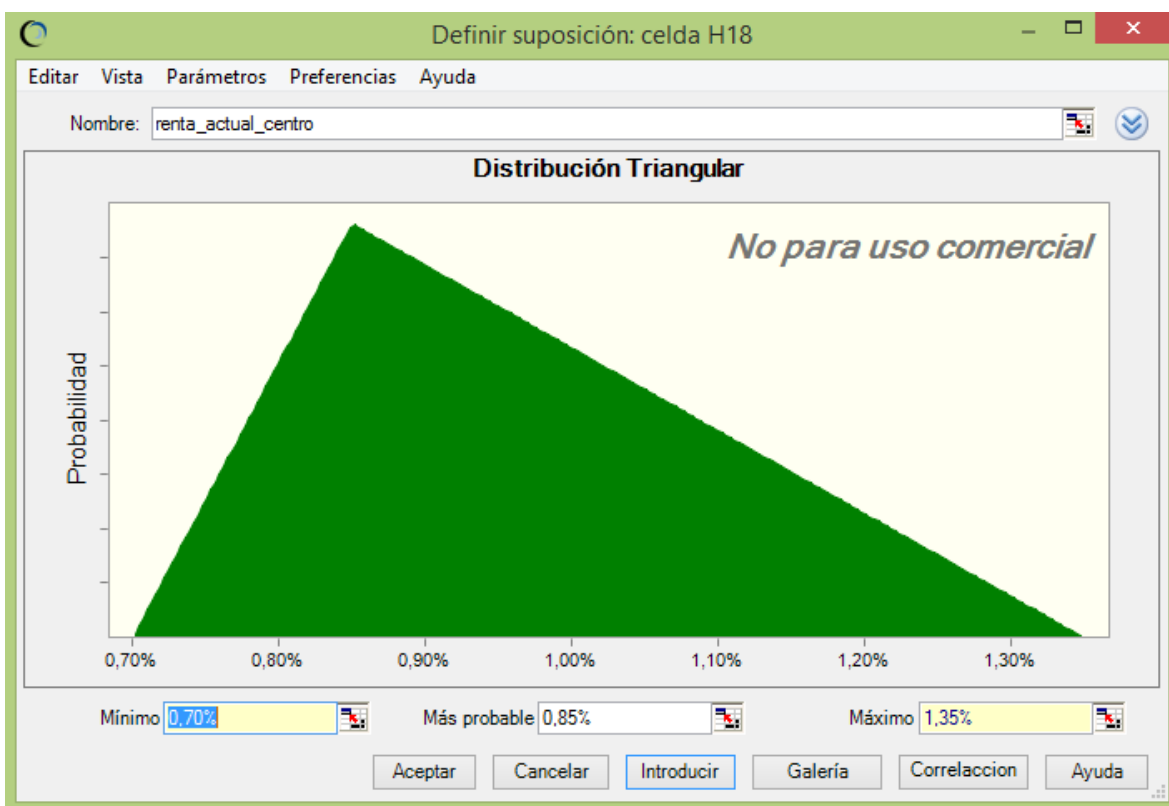 Definir suposición: celda H18
Editar Vista Parámetros Preferencias Ayuda
Nombre: renta_actual_centro
Distribución Triangular
No para uso comercial
Probabilidad
0,70% 0,80% 0,90% 1,00% 1,10% 1,20% 1,30%
Mínimo 0,70% Más probable 0,85% Máximo 1,35%
Aceptar Cancelar Introducir Galería Correlaccion Ayuda